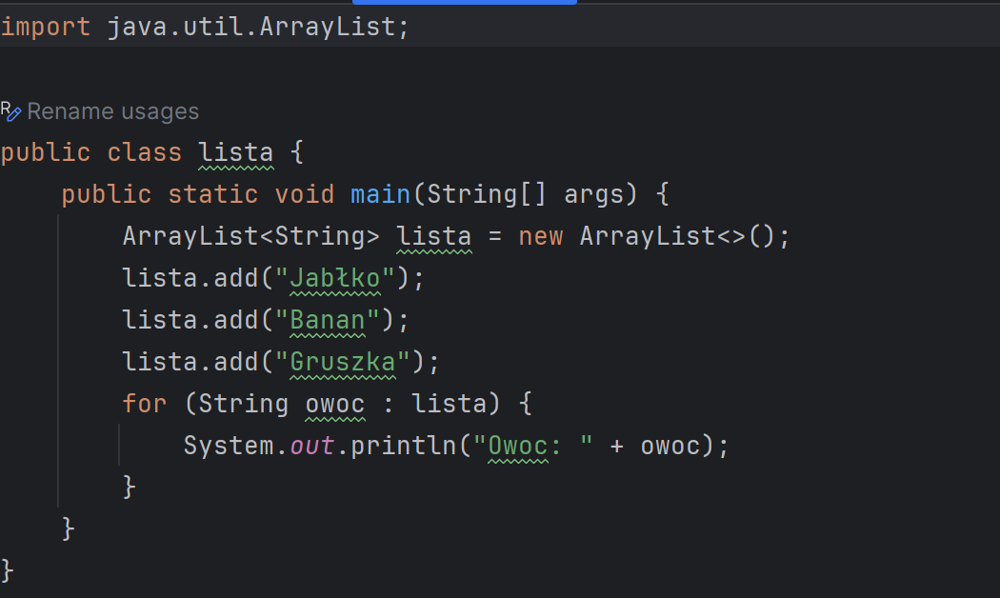 import java.util.ArrayList;
Rename usages
public class lista {
    public static void main(String[] args) {
        ArrayList<String> lista = new ArrayList<>();
        lista.add("Jabłko");
        lista.add("Banan");
        lista.add("Gruszka");
        for (String owoc : lista) {
            System.out.println("Owoc: " + owoc);
        }
    }
}